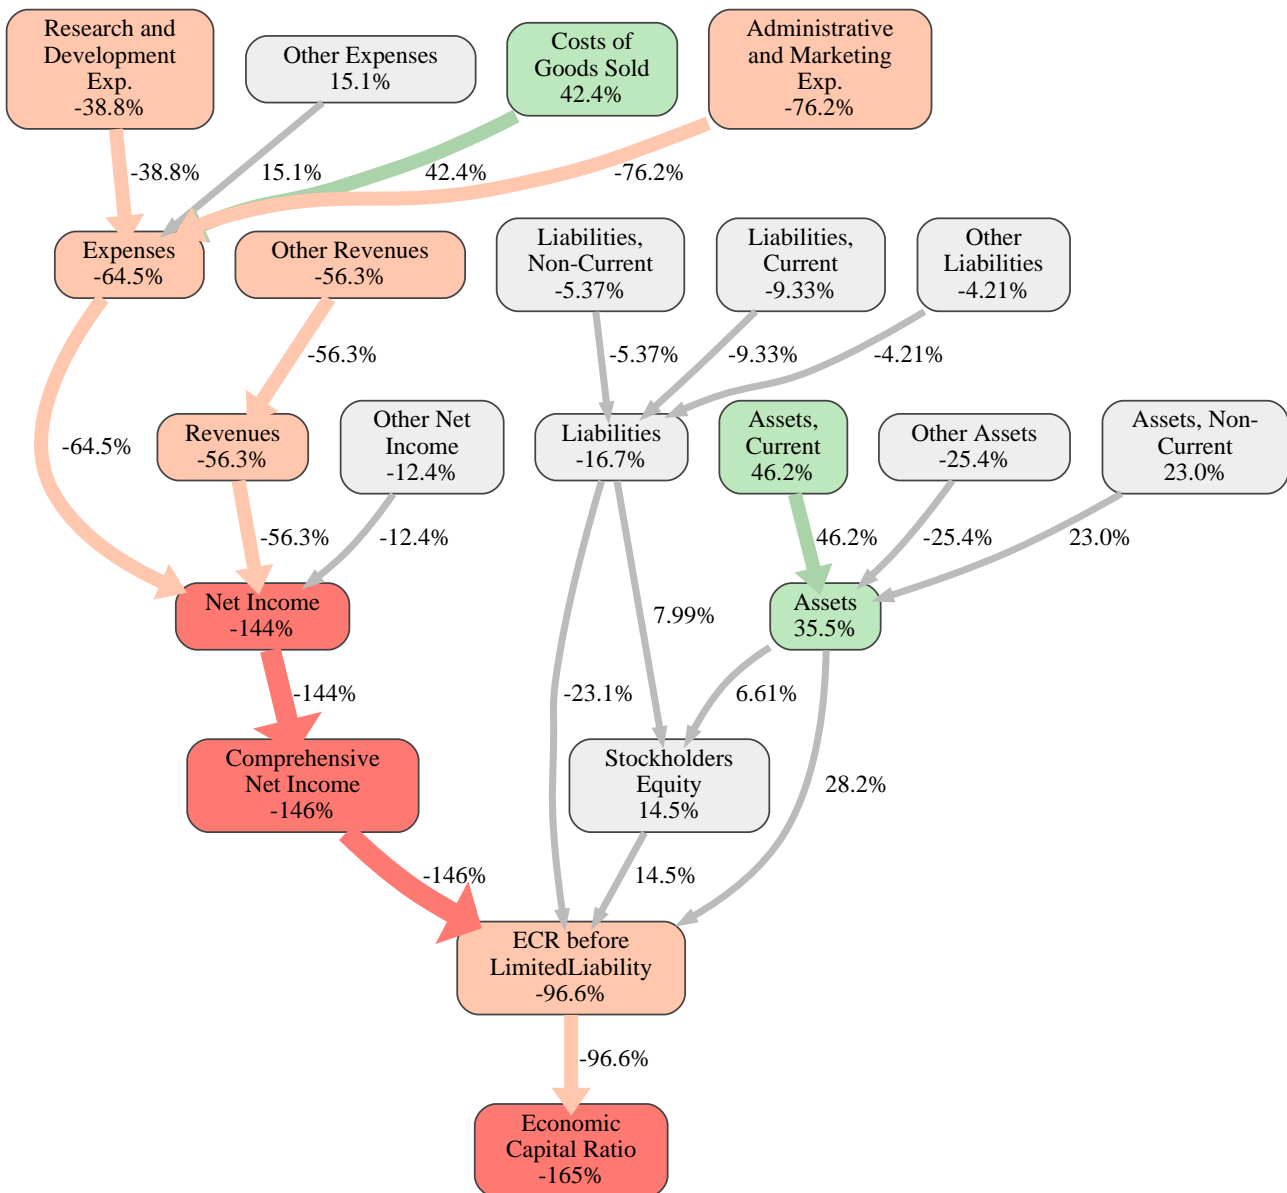 Research and
Development
Exp.
-38.8%
Other Expenses
15.1%
Costs of
Goods Sold
42.4%
Administrative
and Marketing
Exp.
-76.2%
-38.8%
15.1%
42.4%
-76.2%
Expenses
-64.5%
Other Revenues
-56.3%
Liabilities,
Non-Current
-5.37%
Liabilities,
Current
-9.33%
Other
Liabilities
-4.21%
-56.3%
-5.37%
-9.33%
-4.21%
-64.5%
Revenues
-56.3%
Other Net
Income
-12.4%
Liabilities
-16.7%
Assets,
Current
46.2%
Other Assets
-25.4%
Assets, Non-
Current
23.0%
-56.3%
-12.4%
46.2%
-25.4%
23.0%
Net Income
-144%
7.99%
Assets
35.5%
-144%
-23.1%
6.61%
Comprehensive
Net Income
-146%
Stockholders
Equity
14.5%
28.2%
-146%
14.5%
ECR before
LimitedLiability
-96.6%
-96.6%
Economic
Capital Ratio
-165%